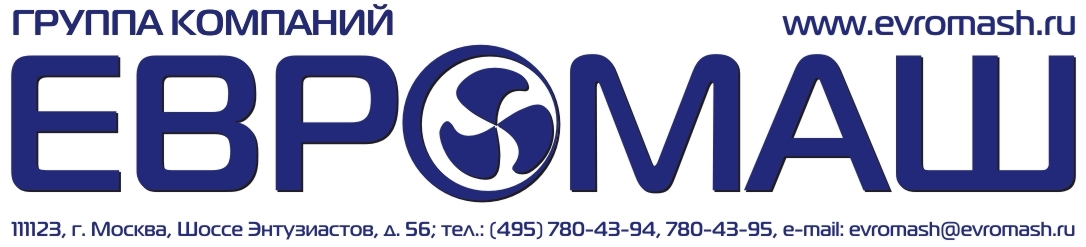 ГРУППА КОМПАНИЙ www.evromash.ru
ЕВРОМАШ
111123, г. Москва, Шоссе Энтузиастов, д. 56; тел.: (495) 780-43-94, 780-43-95, e-mail: evromash@evromash.ru